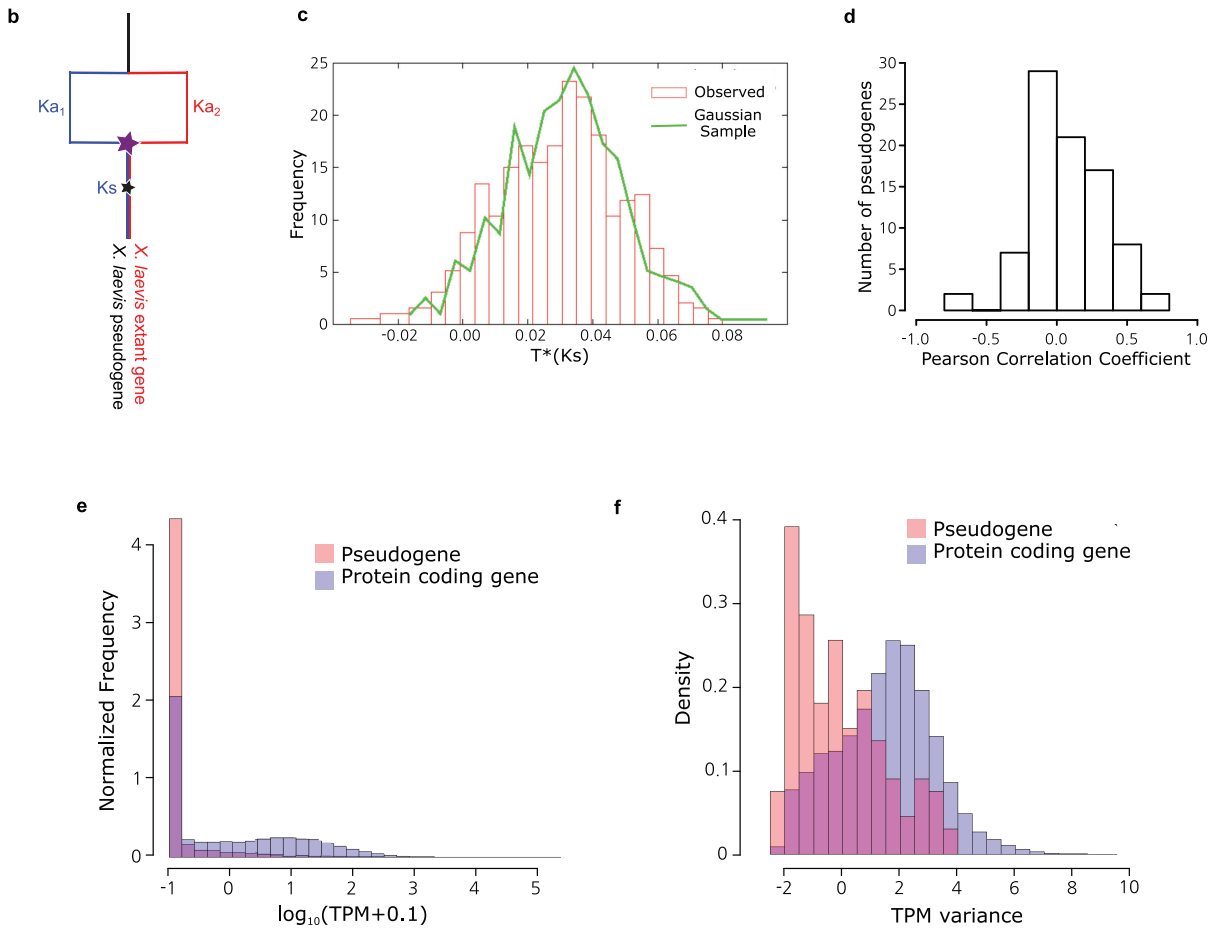 b
Ka1
Ka2
Ks
X. laevis pseudogene
X. laevis extant gene
c
Frequency
25
20
15
10
5
0
-0.02
0.00
0.02
0.04
0.06
0.08
T*(Ks)
Observed
Gaussian
Sample
d
Number of pseudogenes
30
20
10
0
-1.0
-0.5
0.0
0.5
1.0
Pearson Correlation Coefficient
e
Normalized Frequency
4
3
2
1
0
-1
0
1
2
3
4
5
log10(TPM+0.1)
Pseudogene
Protein coding gene
f
Density
0.4
0.3
0.2
0.1
0
-2
0
2
4
6
8
10
TPM variance
Pseudogene
Protein coding gene